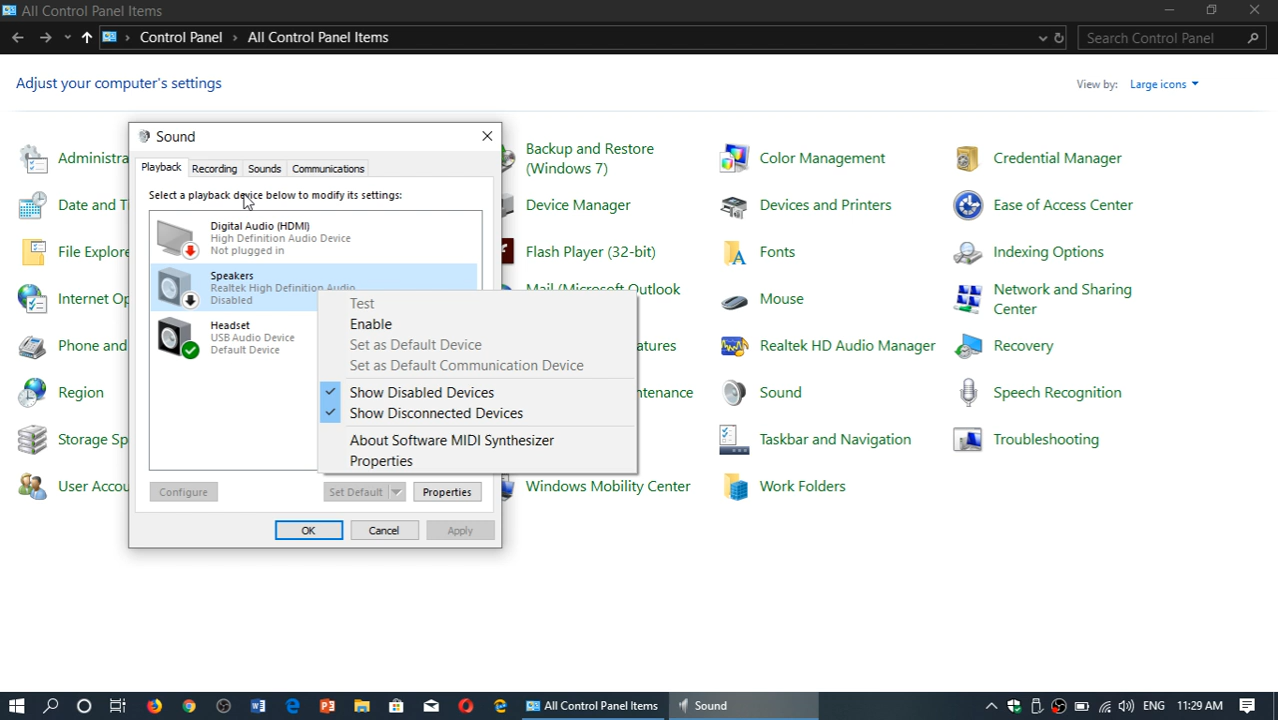 All Control Panel Items
Control Panel
All Control Panel Items
Search Control Panel
Adjust your computer's settings
View by:
Large icons
Sound
Playback
Recording
Sounds
Communications
Select a playback device below to modify its settings:
Digital Audio (HDMI)
High Definition Audio Device
Not plugged in
Speakers
Realtek High Definition Audio
Disabled
Headset
USB Audio Device
Default Device
Test
Enable
Set as Default Device
Set as Default Communication Device
Show Disabled Devices
Show Disconnected Devices
About Software MIDI Synthesizer
Properties
Configure
Set Default
Properties
OK
Cancel
Apply
Administra
Date and T
File Explore
Internet Op
Phone and
Region
Storage Sp
User Accou
Backup and Restore
(Windows 7)
Device Manager
Flash Player (32-bit)
Mail (Microsoft Outlook
atures
ntenance
Windows Mobility Center
Color Management
Devices and Printers
Fonts
Mouse
Realtek HD Audio Manager
Sound
Taskbar and Navigation
Work Folders
Credential Manager
Ease of Access Center
Indexing Options
Network and Sharing
Center
Recovery
Speech Recognition
Troubleshooting
All Control Panel Items
Sound
ENG
11:29 AM